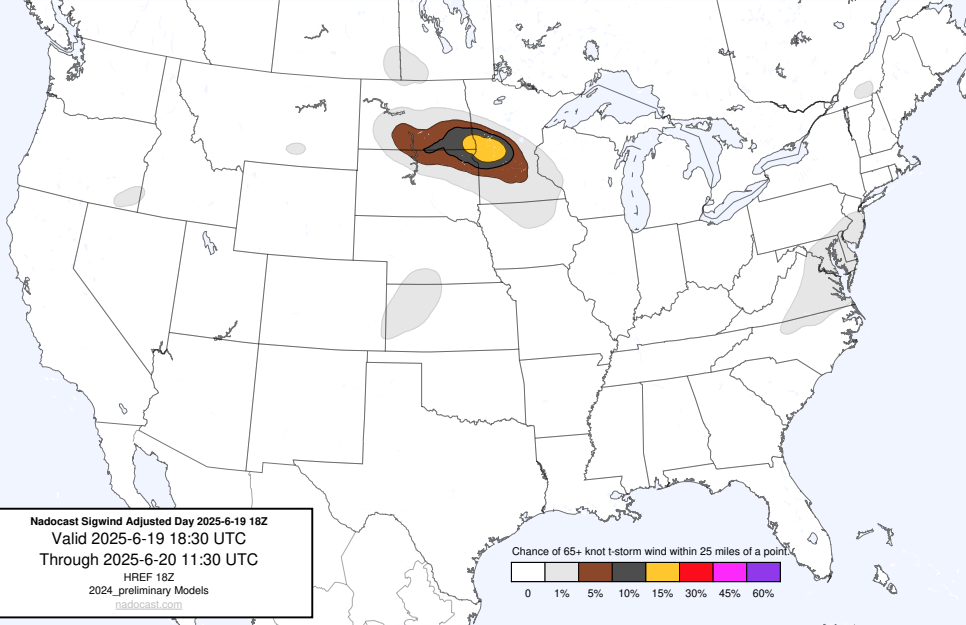 Nadocast Sigwind Adjusted Day 2025-6-19 18Z
Valid 2025-6-19 18:30 UTC
Through 2025-6-20 11:30 UTC
HREF 18Z
2024_preliminary Models
nadocast.com
Chance of 65+ knot t-storm wind within 25 miles of a point.
0 1% 5% 10% 15% 30% 45% 60%